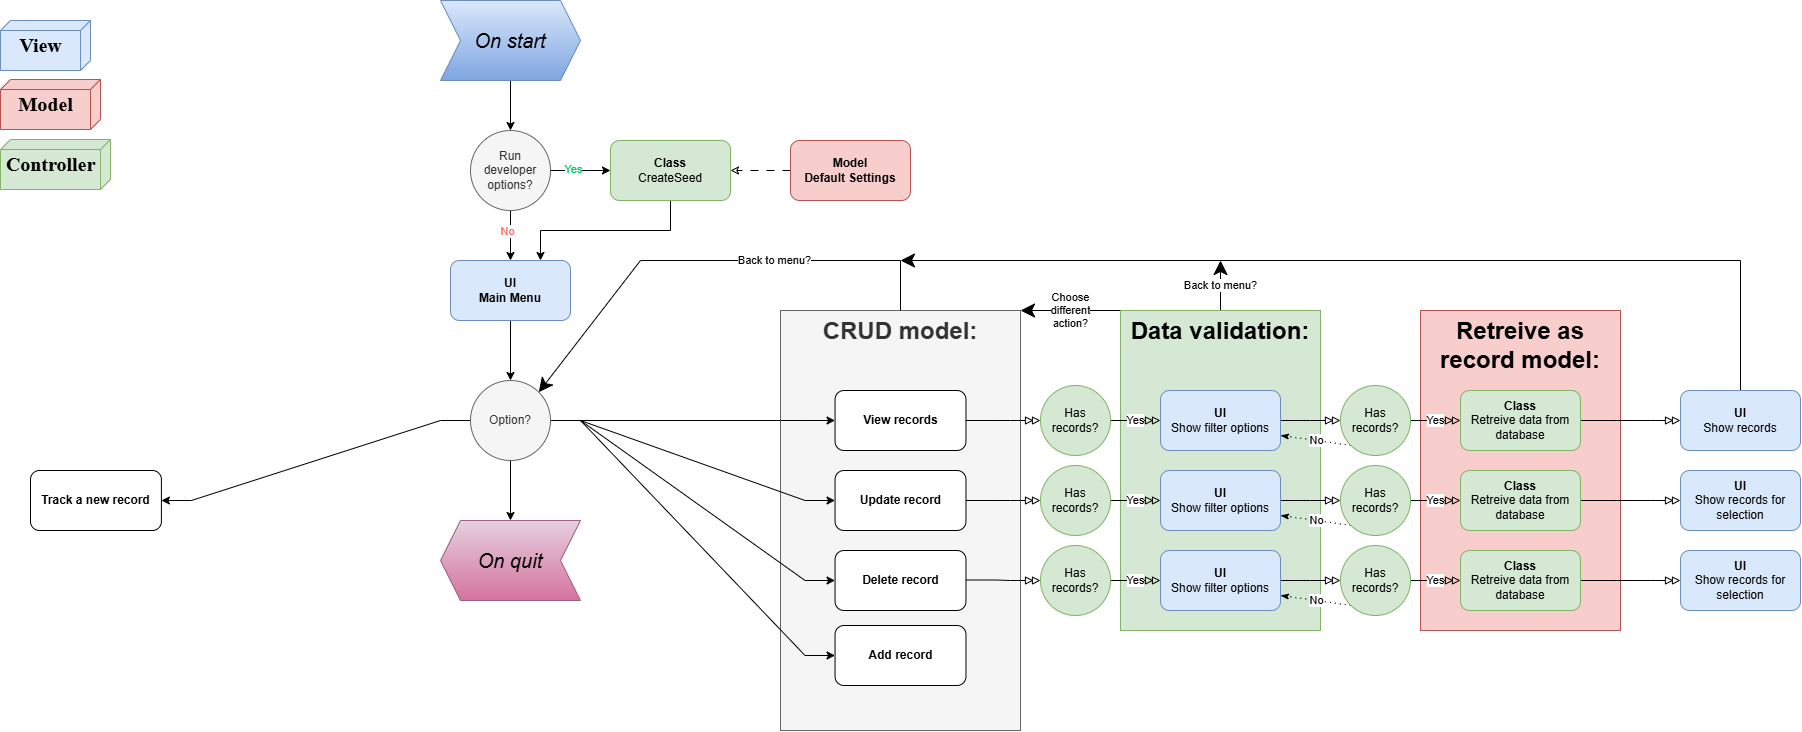 View
Model
Controller
On start
Run
developer
options?
Yes
Class
CreateSeed
Model
Default Settings
No
UI
Main Menu
Back to menu?
Back to menu?
Choose
different
action?
CRUD model:
Data validation:
Retreive as
record model:
Option?
View records
Has
records?
Yes
UI
Show filter options
No
Has
records?
Yes
Class
Retreive data from
database
UI
Show records
Track a new record
Update record
Has
records?
Yes
UI
Show filter options
No
Has
records?
Yes
Class
Retreive data from
database
UI
Show records for
selection
On quit
Delete record
Has
records?
Yes
UI
Show filter options
No
Has
records?
Yes
Class
Retreive data from
database
UI
Show records for
selection
Add record